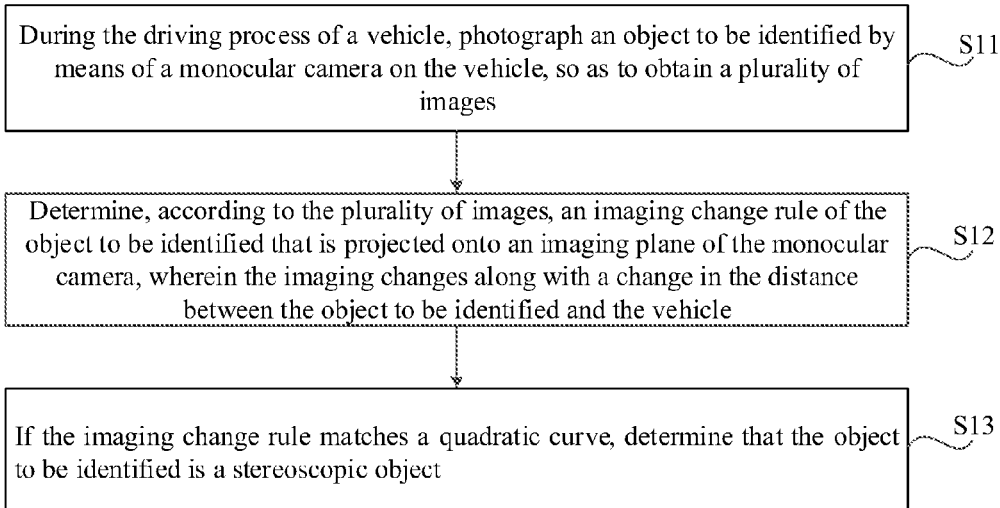 During the driving process of a vehicle, photograph an object to be identified by
means of a monocular camera on the vehicle, so as to obtain a plurality of
images
S11
Determine, according to the plurality of images, an imaging change rule of the
object to be identified that is projected onto an imaging plane of the monocular
camera, wherein the imaging changes along with a change in the distance
between the object to be identified and the vehicle
S12
If the imaging change rule matches a quadratic curve, determine that the object
to be identified is a stereoscopic object
S13